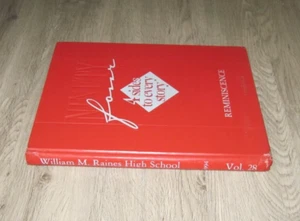 four
A side
to every
story
REMINISCENCE
William M. Raines High School
Vol. 28